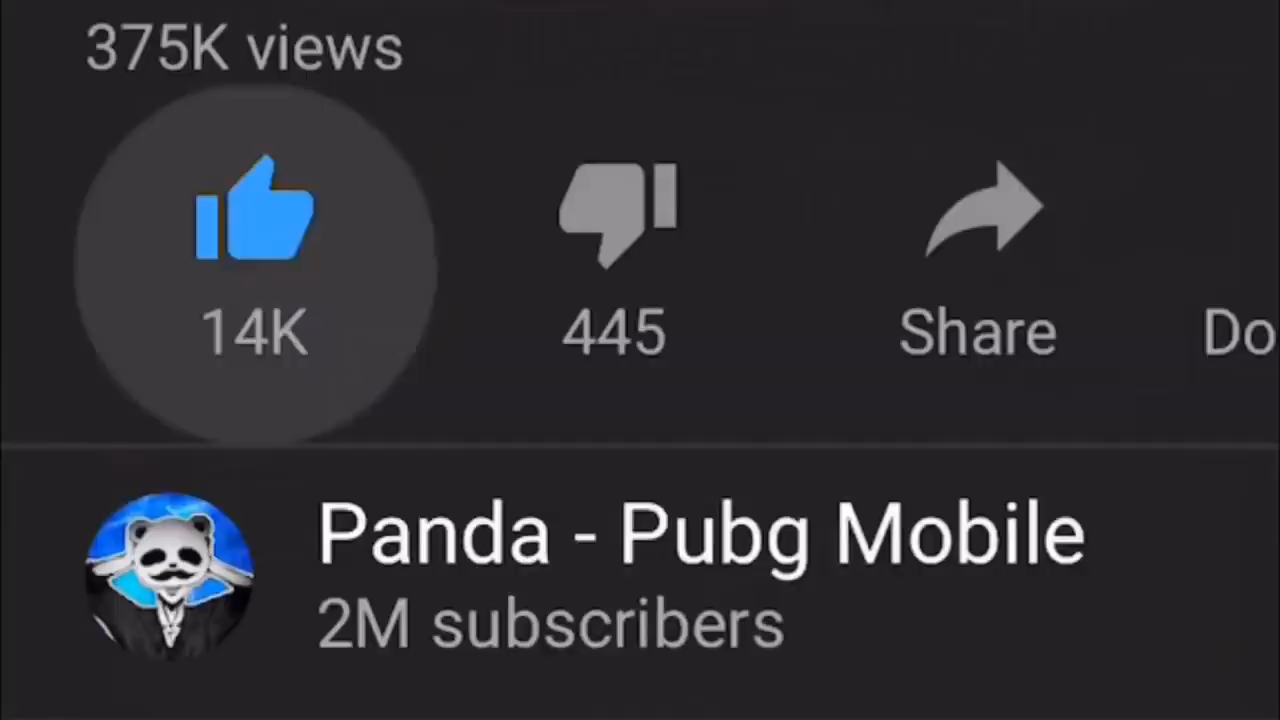 375K views
14K
445
Share
Do
Panda - Pubg Mobile
2M subscribers